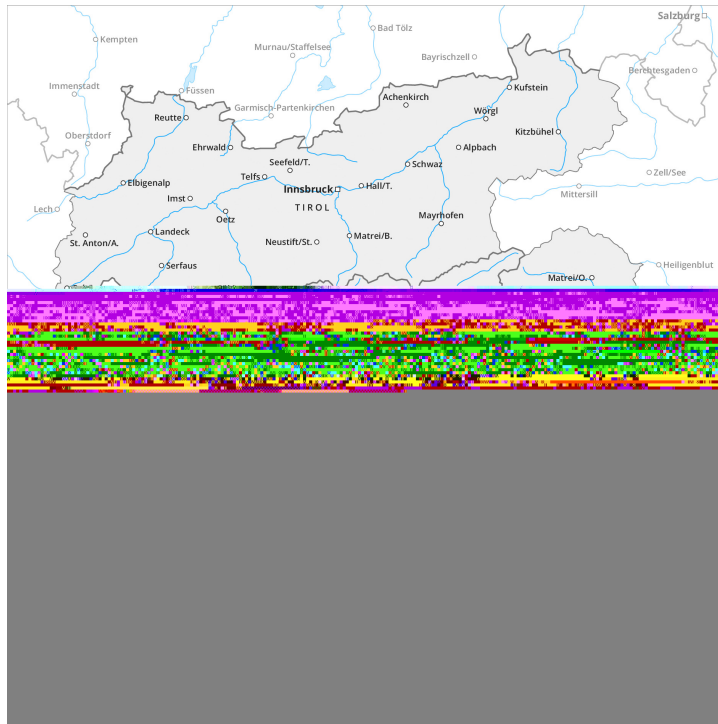 Salzburg
Kempten
Bad Tölz
Murnau/Staffelsee
Bayrischzell
Berchtesgaden
Immenstadt
Füssen
Kufstein
Achenkirch
Garmisch-Partenkirchen
Wörgl
Reutte
Kitzbühel
Oberstdorf
Ehrwald
Alpbach
Seefeld/T.
Schwaz
Zell/See
Telfs
Elbigenalp
Innsbruck
Hall/T.
Mittersill
Imst
Lech
TIROL
Oetz
Mayrhofen
Landeck
Matrei/B.
St. Anton/A.
Neustift/St.
Serfaus
Heiligenblut
Matrei/O.